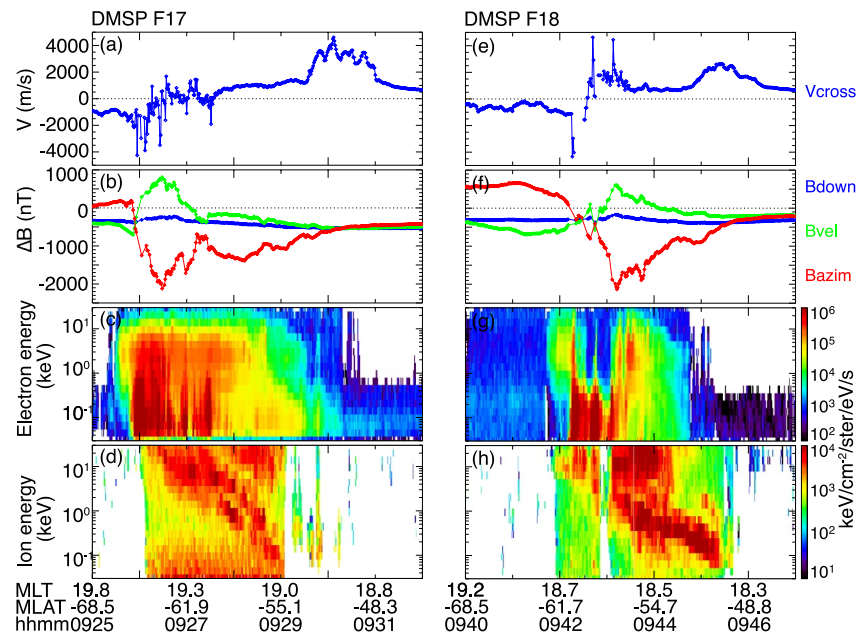 DMSP F17
DMSP F18
(a)
(e)
4000
2000
0
-2000
-4000
V (m/s)
Vcross
(b)
(f)
1000
0
-1000
-2000
ΔB (nT)
Bdown
Bvel
Bazim
(c)
(g)
10¹
10⁰
10⁻¹
Electron energy
(keV)
10⁶
10⁵
10⁴
10³
10²
(d)
(h)
10¹
10⁰
10⁻¹
Ion energy
(keV)
10⁴
10³
10²
10¹
keV/cm⁻²/ster/eV/s
MLT 19.8 19.3 19.0 18.8 19.2 18.7 18.5 18.3
MLAT -68.5 -61.9 -55.1 -48.3 -68.5 -61.7 -54.7 -48.8
hhmm 0925 0927 0929 0931 0940 0942 0944 0946